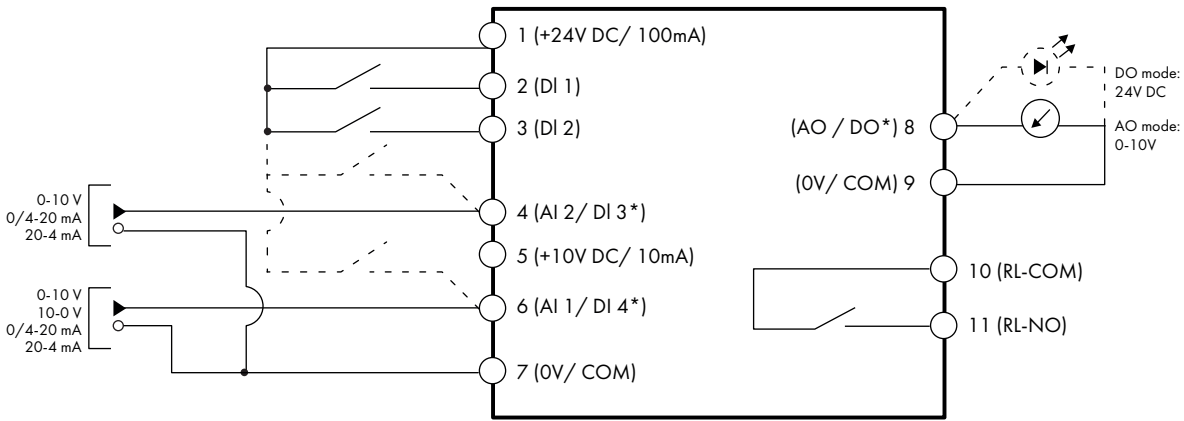 1 (+24V DC/ 100mA)
2 (DI 1)
3 (DI 2)
4 (AI 2/ DI 3*)
5 (+10V DC/ 10mA)
6 (AI 1/ DI 4*)
7 (0V/ COM)
0-10 V
0/4-20 mA
20-4 mA
0-10 V
10-0 V
0/4-20 mA
20-4 mA
(AO / DO*) 8
(0V/ COM) 9
10 (RL-COM)
11 (RL-NO)
DO mode:
24V DC
AO mode:
0-10V